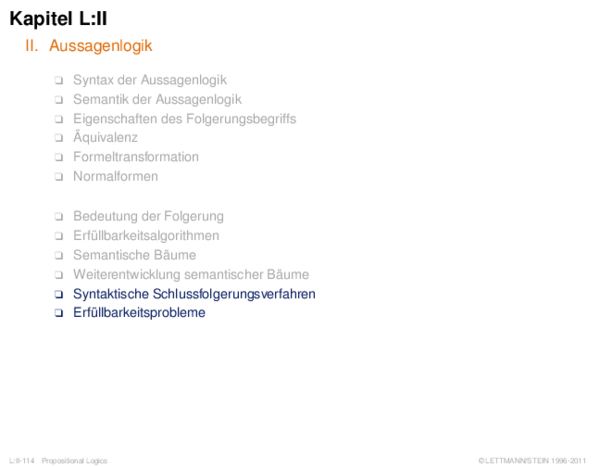 Kapitel L:II
II. Aussagenlogik
❑ Syntax der Aussagenlogik
❑ Semantik der Aussagenlogik
❑ Eigenschaften des Folgerungsbegriffs
❑ Äquivalenz
❑ Formeltransformation
❑ Normalformen
❑ Bedeutung der Folgerung
❑ Erfüllbarkeitsalgorithmen
❑ Semantische Bäume
❑ Weiterentwicklung semantischer Bäume
❑ Syntaktische Schlussfolgerungsverfahren
❑ Erfüllbarkeitsprobleme
L:II-114 Propositional Logics ©LETTMANN/STEIN 1996-2011